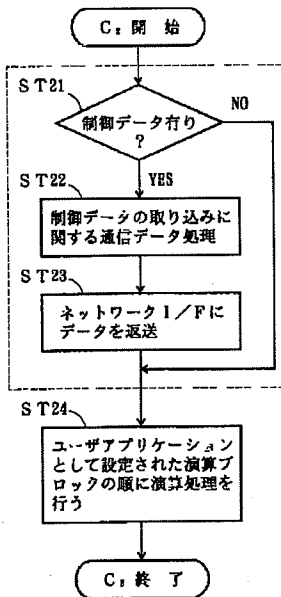 C:開始
ST21
制御データ有り
?
NO
YES
ST22
制御データの取り込みに
関する通信データ処理
ST23
ネットワークI/Fに
データを返送
ST24
ユーザアプリケーション
として設定された演算ブ
ロックの順に演算処理を
行う
C:終了